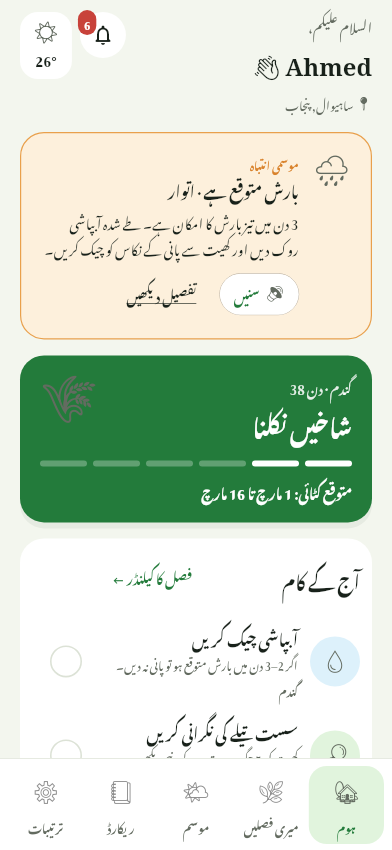 السلام علیکم،
Ahmed
ساہیوال، پنجاب
6
26°
موسمی انتباہ
بارش متوقع ہے · اتوار
3 دن میں تیز بارش کا امکان ہے۔ طے شدہ آبپاشی
روک دیں اور کھیت سے پانی کے نکاس کو چیک کریں۔
سنیں
تفصیل دیکھیں
گندم · دن 38
شاخیں نکلنا
متوقع کٹائی: 1 مارچ تا 16 مارچ
آج کے کام
فصل کا کیلنڈر ←
آبپاشی چیک کریں
اگر 2–3 دن میں بارش متوقع ہو تو پانی نہ دیں۔
گندم
سست تیلے کی نگرانی کریں
ہوم
میری فصلیں
موسم
ریکارڈ
ترتیبات